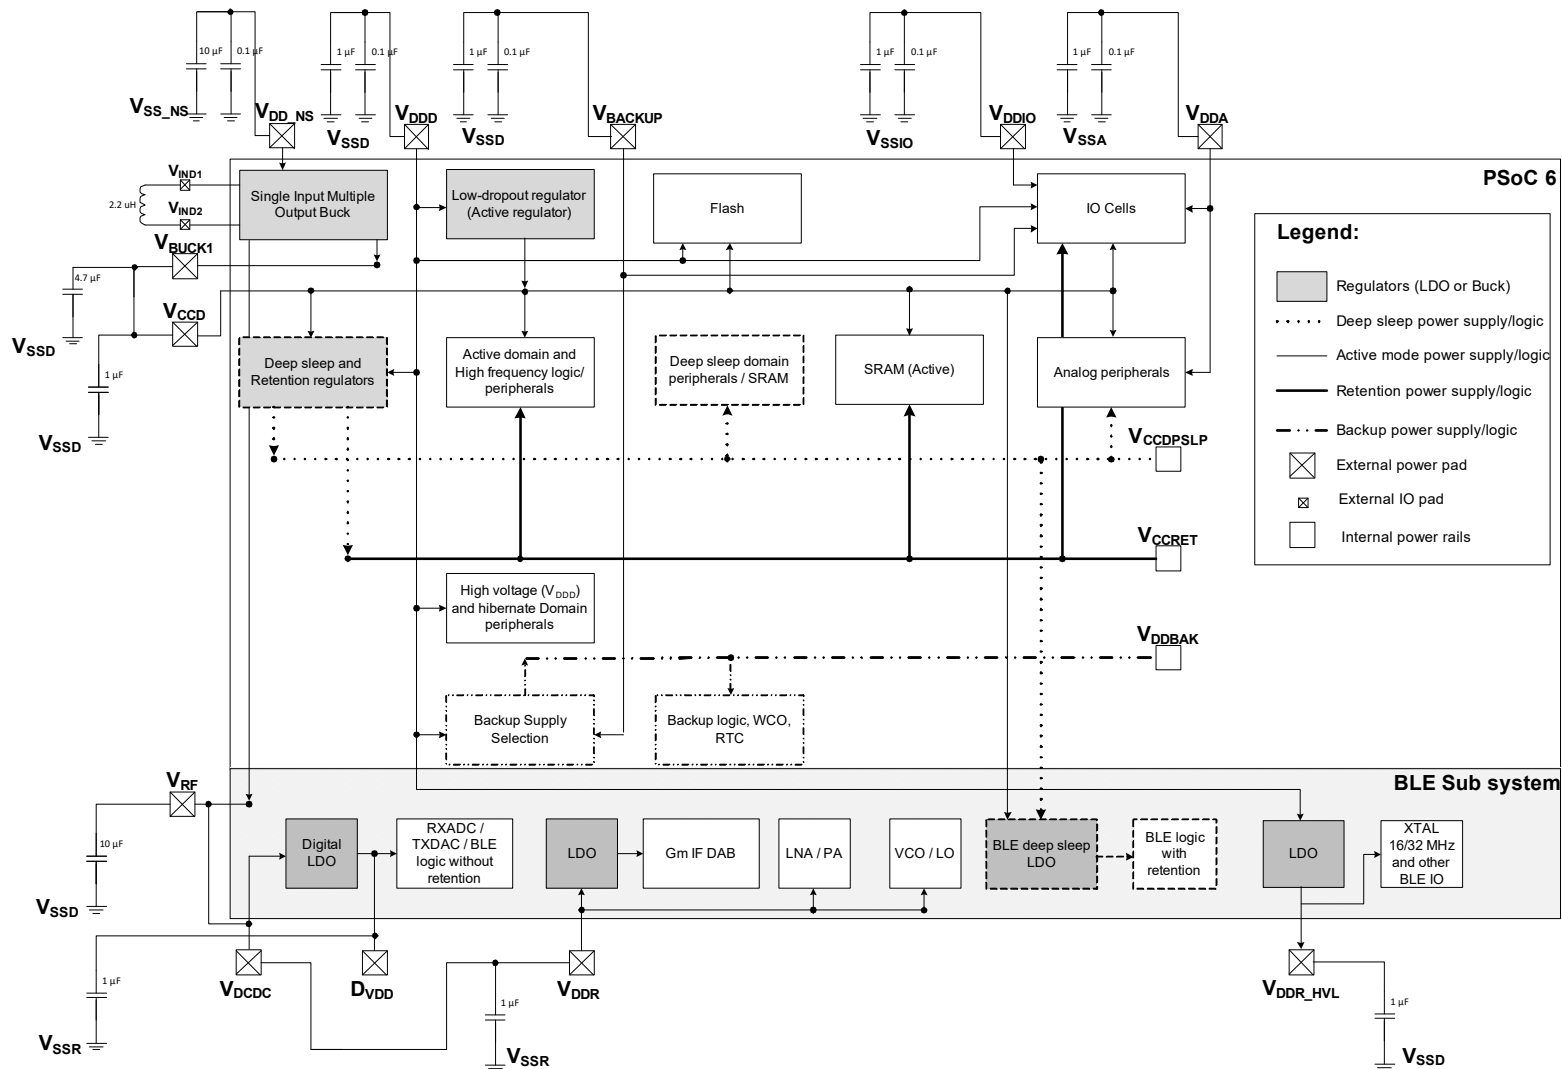 10 µF
0.1 µF
1 µF
0.1 µF
1 µF
0.1 µF
1 µF
0.1 µF
1 µF
0.1 µF
VSS_NS
VDD_NS
VSSD
VDDD
VSSD
VBACKUP
VSSIO
VDDIO
VSSA
VDDA
PSoC 6
VIND1
2.2 uH
VIND2
Single Input Multiple
Output Buck
Low-dropout regulator
(Active regulator)
Flash
IO Cells
VBUCK1
4.7 µF
VCCD
VSSD
1 µF
VSSD
Deep sleep and
Retention regulators
Active domain and
High frequency logic/
peripherals
Deep sleep domain
peripherals / SRAM
SRAM (Active)
Analog peripherals
VCCDPSLP
VCCRET
High voltage (VDDD)
and hibernate Domain
peripherals
VDDBAK
Backup Supply
Selection
Backup logic, WCO,
RTC
Legend:
Regulators (LDO or Buck)
Deep sleep power supply/logic
Active mode power supply/logic
Retention power supply/logic
Backup power supply/logic
External power pad
External IO pad
Internal power rails
BLE Sub system
VRF
10 µF
VSSD
Digital
LDO
RXADC /
TXDAC / BLE
logic without
retention
LDO
Gm IF DAB
LNA / PA
VCO / LO
BLE deep sleep
LDO
BLE logic
with
retention
LDO
XTAL
16/32 MHz
and other
BLE IO
1 µF
VSSR
VDCDC
DVDD
VDDR
1 µF
VSSR
VDDR_HVL
1 µF
VSSD